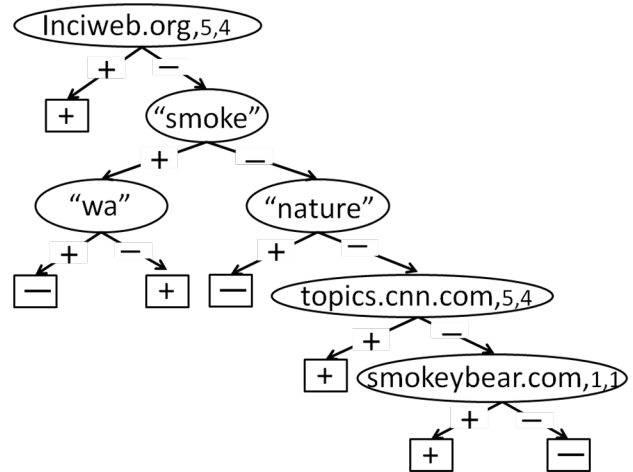 Inciweb.org,5,4
+ −
+
"smoke"
+ −
"wa" "nature"
+ − + −
− + −
topics.cnn.com,5,4
+ −
+
smokeybear.com,1,1
+ −
+ −